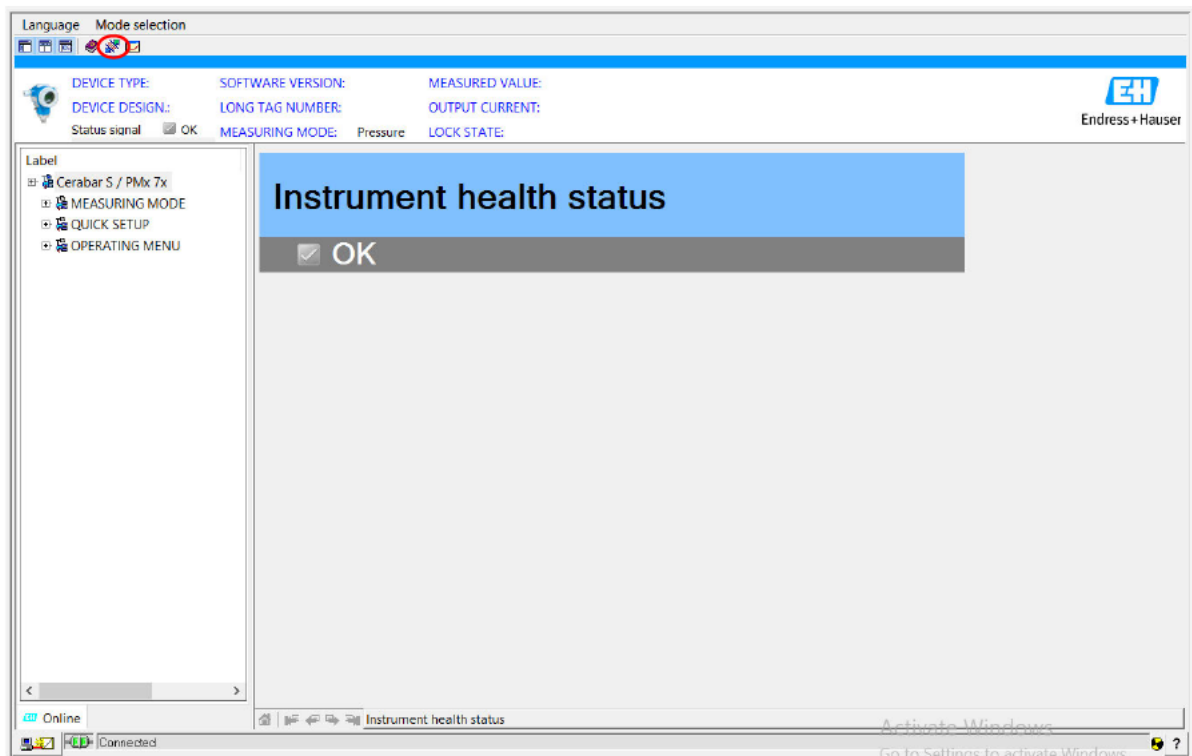 Language Mode selection
DEVICE TYPE: SOFTWARE VERSION: MEASURED VALUE:
DEVICE DESIGN.: LONG TAG NUMBER: OUTPUT CURRENT:
Status signal OK MEASURING MODE: Pressure LOCK STATE:
EH
Endress+Hauser
Label
Cerabar S / PMx 7x
MEASURING MODE
QUICK SETUP
OPERATING MENU
Instrument health status
OK
Online
Instrument health status
Activate Windows
Go to Settings to activate Windows
Connected
?